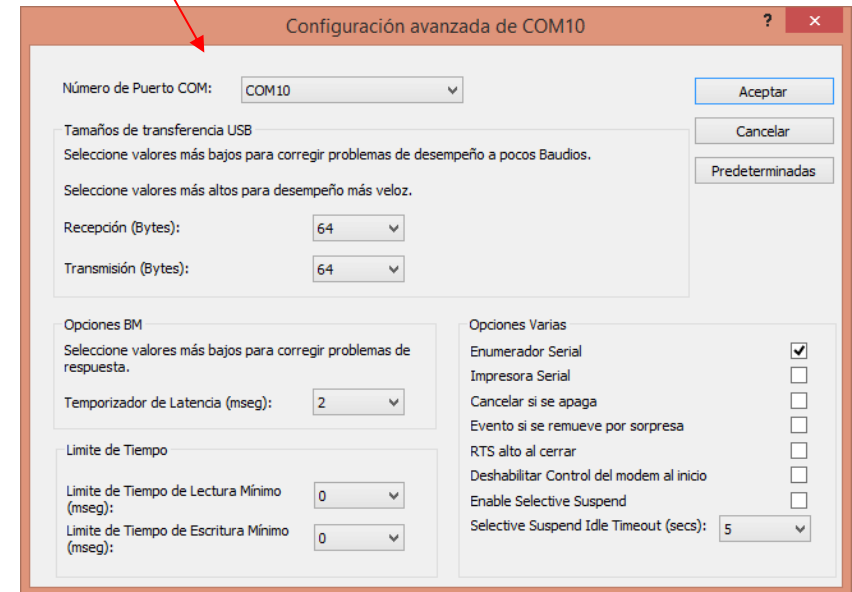 Configuración avanzada de COM10
?
Número de Puerto COM:
COM10
Aceptar
Tamaños de transferencia USB
Cancelar
Seleccione valores más bajos para corregir problemas de desempeño a pocos Baudios.
Predeterminadas
Seleccione valores más altos para desempeño más veloz.
Recepción (Bytes):
64
Transmisión (Bytes):
64
Opciones BM
Seleccione valores más bajos para corregir problemas de
respuesta.
Temporizador de Latencia (mseg):
2
Limite de Tiempo
Limite de Tiempo de Lectura Mínimo
(mseg):
0
Limite de Tiempo de Escritura Mínimo
(mseg):
0
Opciones Varias
Enumerador Serial
Impresora Serial
Cancelar si se apaga
Evento si se remueve por sorpresa
RTS alto al cerrar
Deshabilitar Control del modem al inicio
Enable Selective Suspend
Selective Suspend Idle Timeout (secs):
5